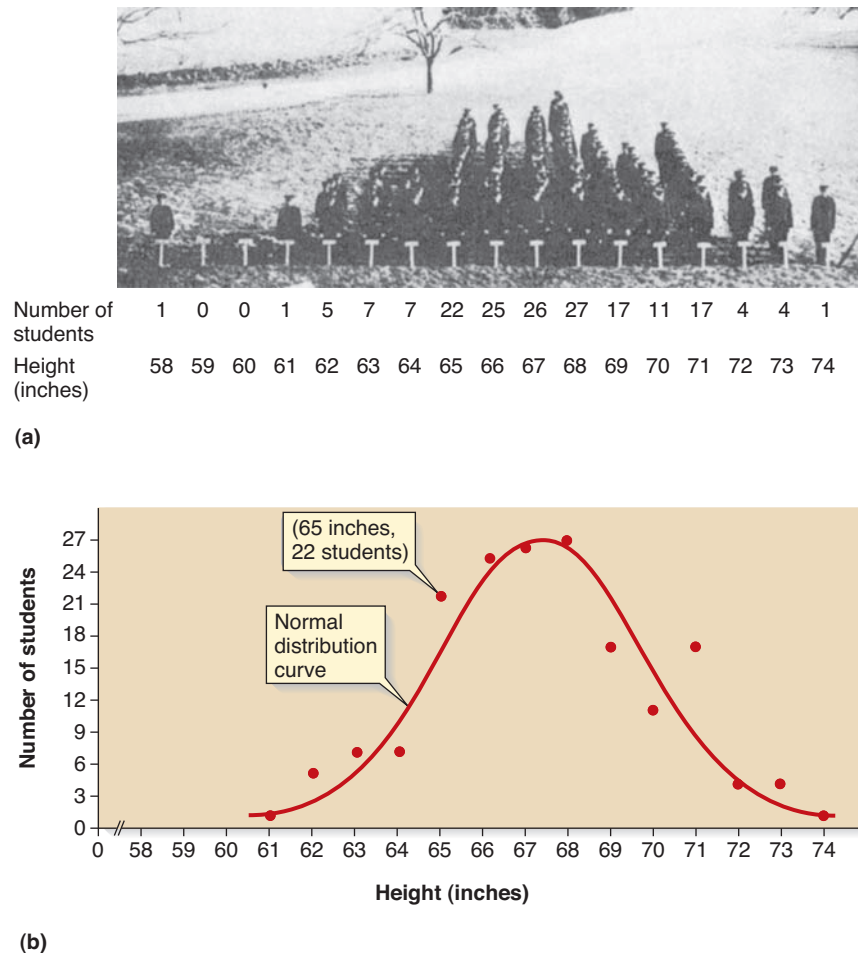 Number of students 1 0 0 1 5 7 7 22 25 26 27 17 11 17 4 4 1
Height (inches) 58 59 60 61 62 63 64 65 66 67 68 69 70 71 72 73 74
(a)
27
24
21
18
15
12
9
6
3
0
Number of students
(65 inches,
22 students)
Normal
distribution
curve
0 58 59 60 61 62 63 64 65 66 67 68 69 70 71 72 73 74
Height (inches)
(b)